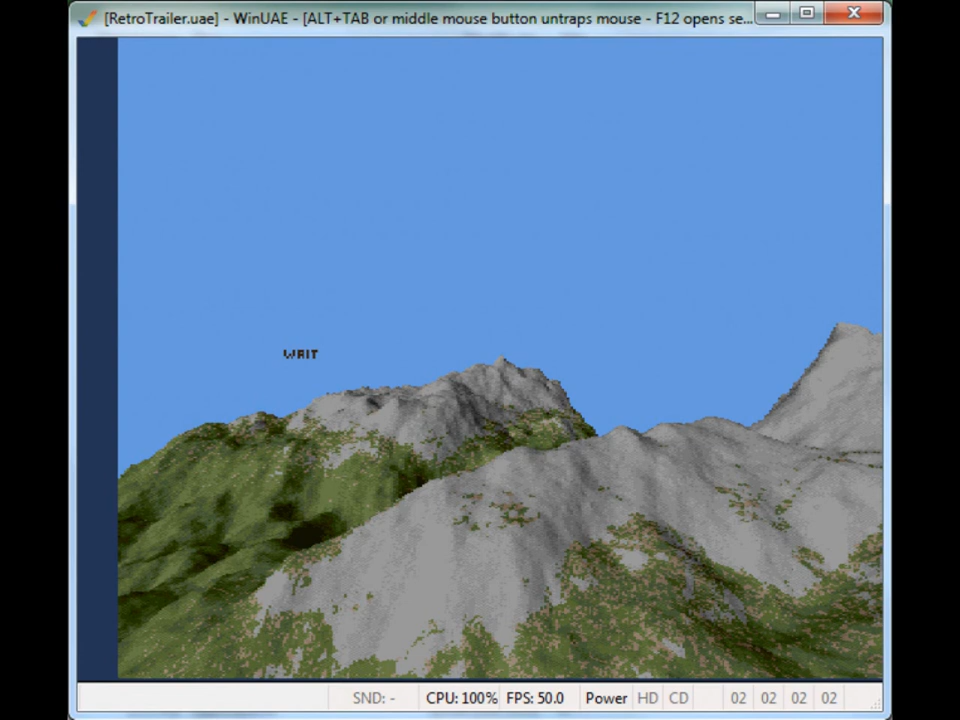 [RetroTrailer.uae] - WinUAE - [ALT+TAB or middle mouse button untraps mouse - F12 opens se...
WAIT
SND: - CPU: 100% FPS: 50.0 Power HD CD 02 02 02 02